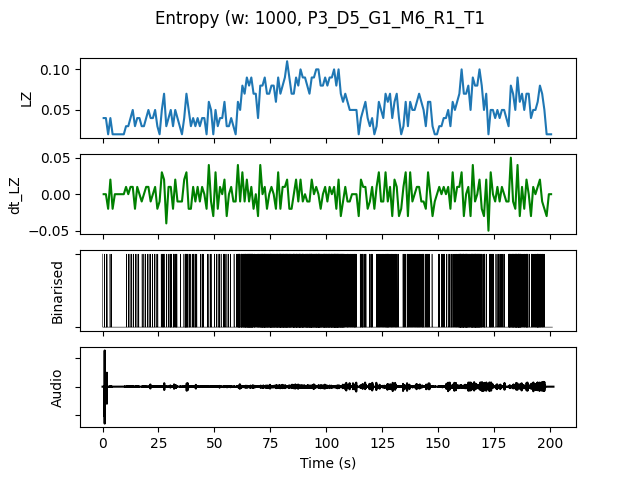 Entropy (w: 1000, P3_D5_G1_M6_R1_T1
0.10
0.05
LZ
0.05
0.00
−0.05
dt_LZ
Binarised
Audio
0 25 50 75 100 125 150 175 200
Time (s)